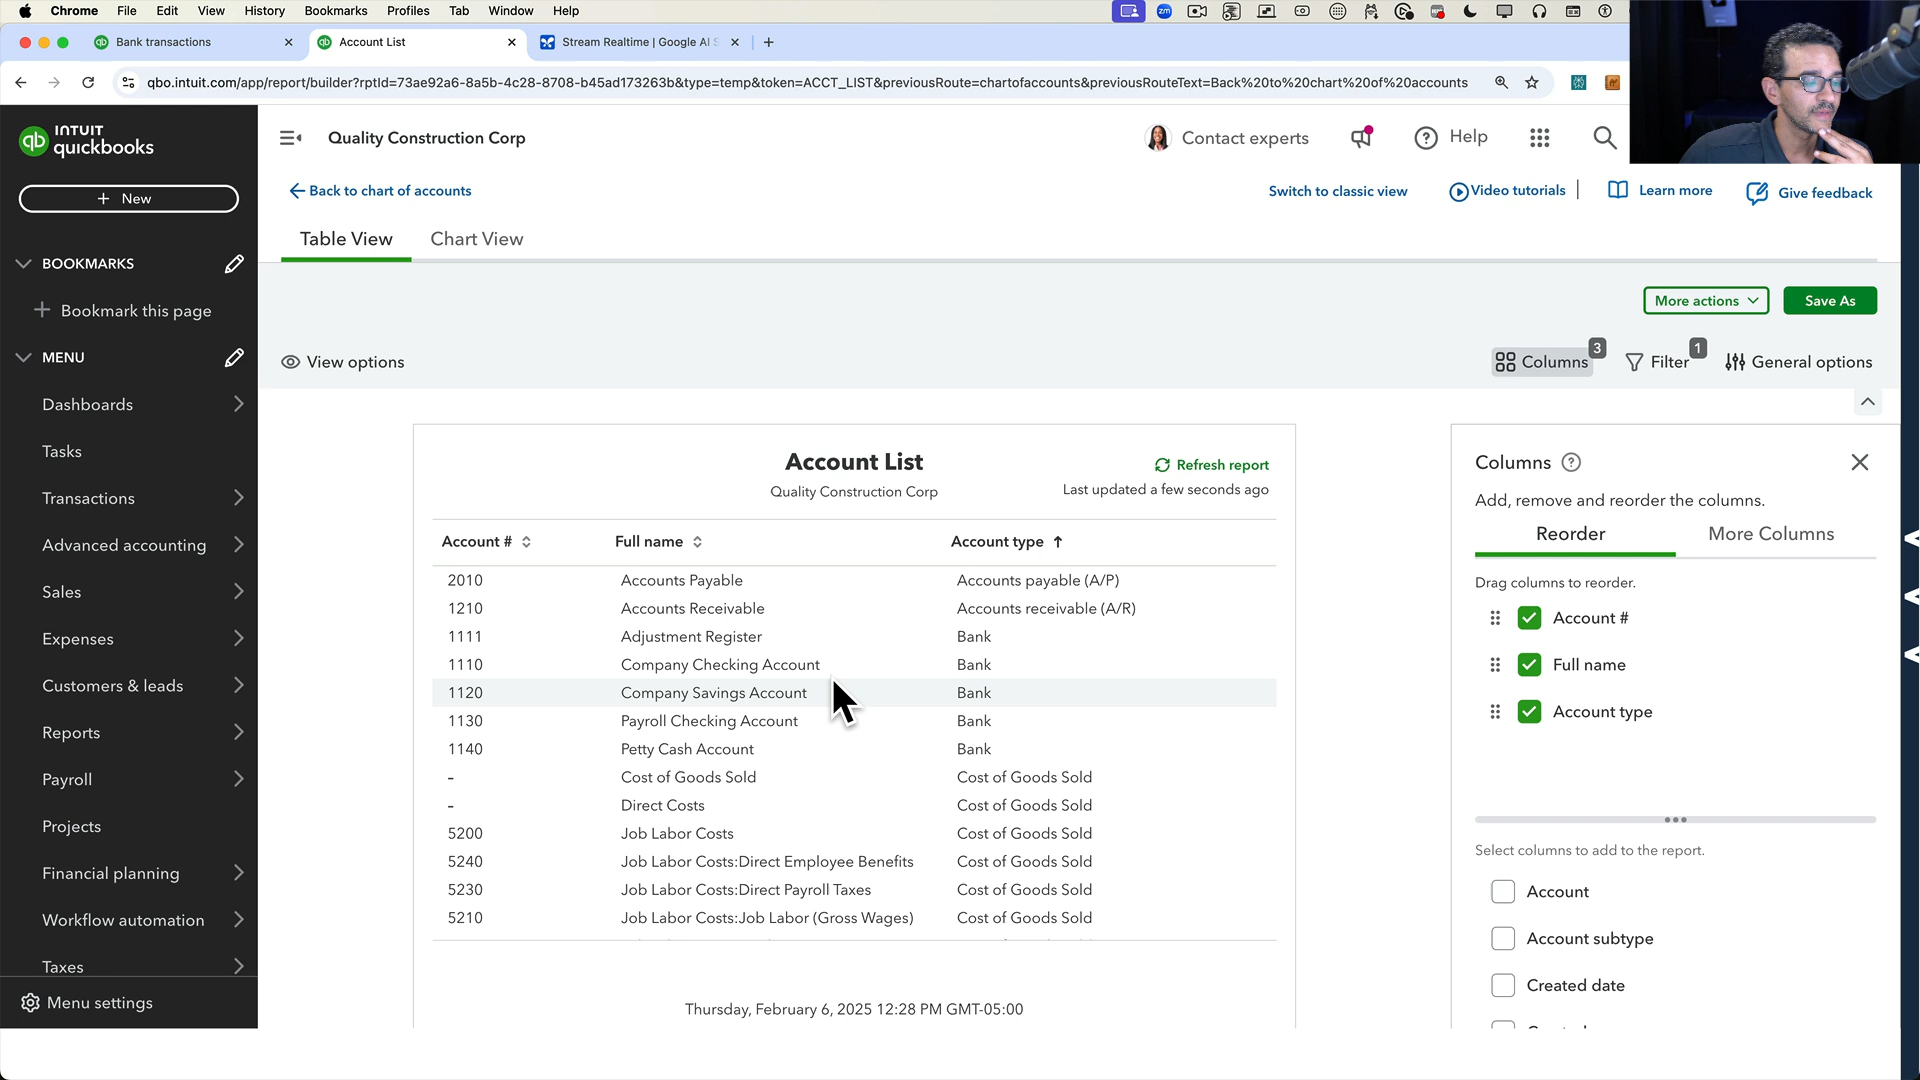 Chrome File Edit View History Bookmarks Profiles Tab Window Help
Bank transactions
Account List
Stream Realtime | Google AI S
qbo.intuit.com/app/report/builder?rptId=73ae92a6-8a5b-4c28-8708-b45ad173263b&type=temp&token=ACCT_LIST&previousRoute=chartofaccounts&previousRouteText=Back%20to%20chart%20of%20accounts
INTUIT
quickbooks
Quality Construction Corp
Contact experts
Help
+ New
Back to chart of accounts
Switch to classic view
Video tutorials
Learn more
Give feedback
Table View
Chart View
BOOKMARKS
Bookmark this page
MENU
Dashboards
Tasks
Transactions
Advanced accounting
Sales
Expenses
Customers & leads
Reports
Payroll
Projects
Financial planning
Workflow automation
Taxes
Menu settings
More actions
Save As
View options
Columns 3
Filter 1
General options
Account List
Quality Construction Corp
Refresh report
Last updated a few seconds ago
Account # Full name Account type
2010 Accounts Payable Accounts payable (A/P)
1210 Accounts Receivable Accounts receivable (A/R)
1111 Adjustment Register Bank
1110 Company Checking Account Bank
1120 Company Savings Account Bank
1130 Payroll Checking Account Bank
1140 Petty Cash Account Bank
- Cost of Goods Sold Cost of Goods Sold
- Direct Costs Cost of Goods Sold
5200 Job Labor Costs Cost of Goods Sold
5240 Job Labor Costs:Direct Employee Benefits Cost of Goods Sold
5230 Job Labor Costs:Direct Payroll Taxes Cost of Goods Sold
5210 Job Labor Costs:Job Labor (Gross Wages) Cost of Goods Sold
Thursday, February 6, 2025 12:28 PM GMT-05:00
Columns
Add, remove and reorder the columns.
Reorder
More Columns
Drag columns to reorder.
Account #
Full name
Account type
Select columns to add to the report.
Account
Account subtype
Created date